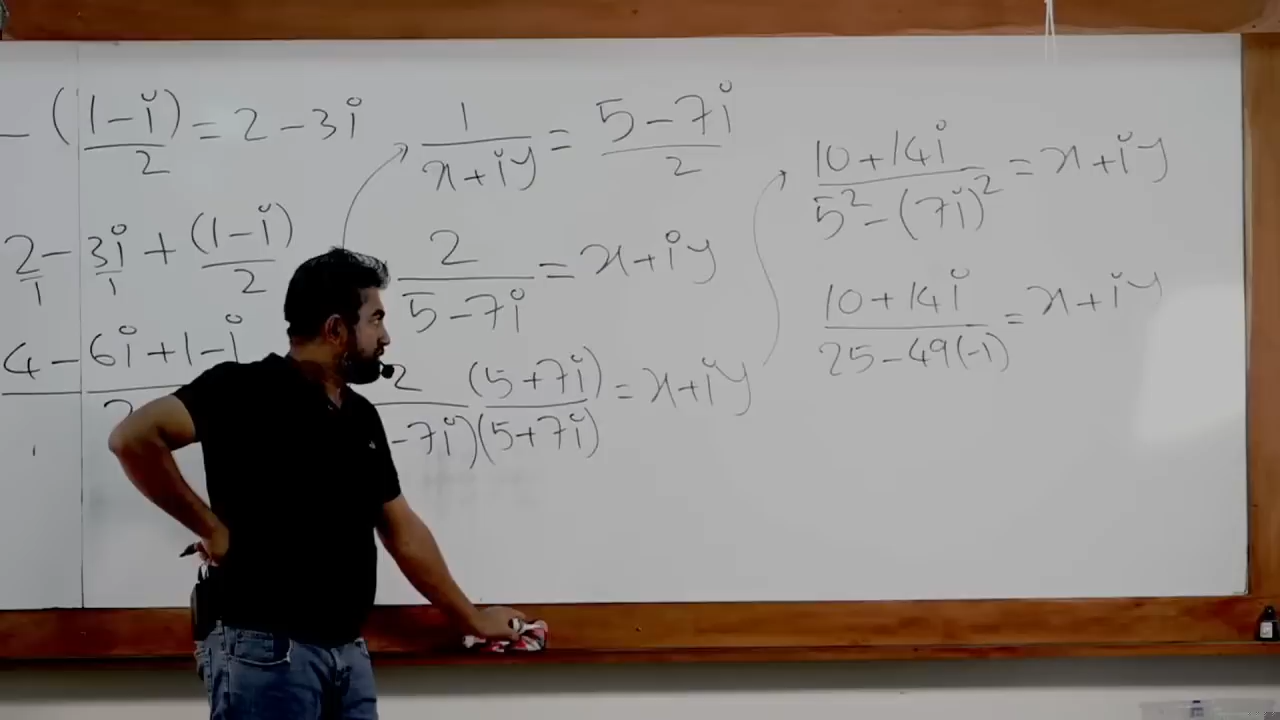 − (1−i)/2 = 2−3i
2/1 − 3i/1 + (1−i)/2
4−6i+1−i
1/(x+iy) = (5−7i)/2
2/(5−7i) = x+iy
2 (5+7i)/−7i)(5+7i) = x+iy
(10+14i)/(5²−(7i)²) = x+iy
(10+14i)/(25−49(−1)) = x+iy